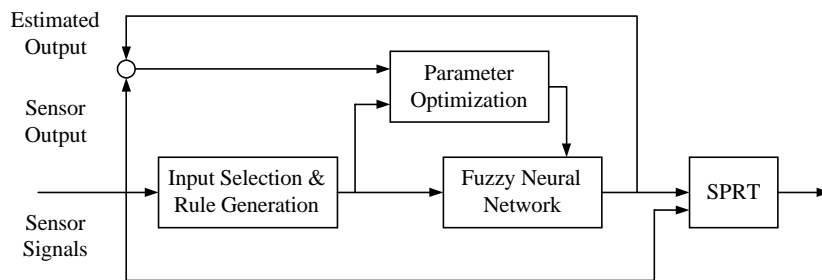 Estimated
Output
Parameter
Optimization
Sensor
Output
Input Selection &
Rule Generation
Fuzzy Neural
Network
SPRT
Sensor
Signals